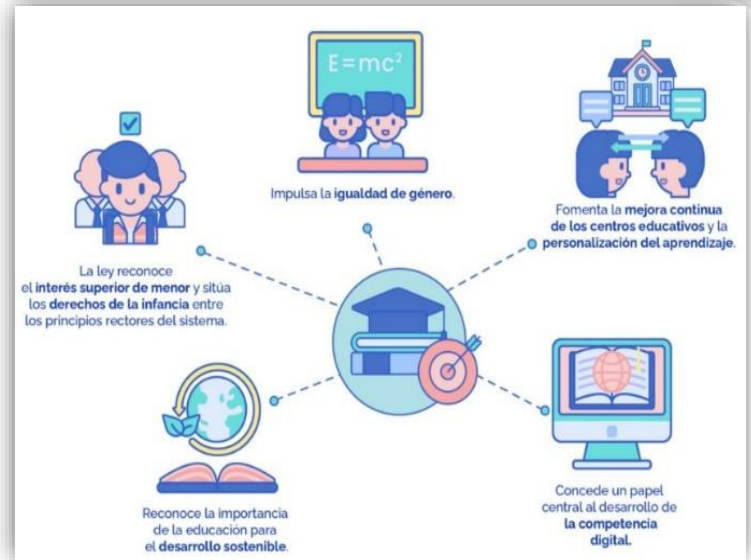 E=mc²
Impulsa la igualdad de género.
Fomenta la mejora continua
de los centros educativos y la
personalización del aprendizaje.
La ley reconoce
el interés superior de menor y sitúa
los derechos de la infancia entre
los principios rectores del sistema.
Reconoce la importancia
de la educación para
el desarrollo sostenible.
Concede un papel
central al desarrollo de
la competencia
digital.